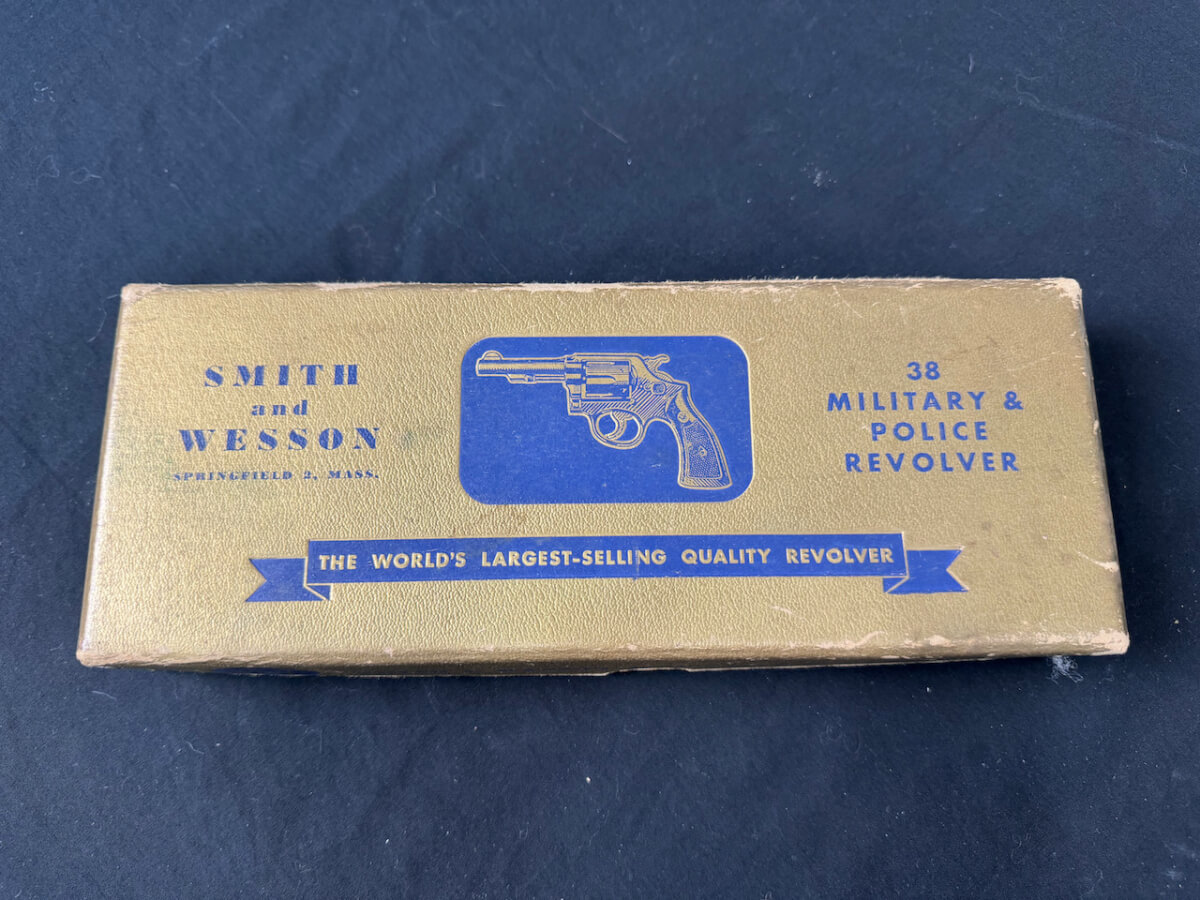 SMITH
and
WESSON
SPRINGFIELD 2, MASS.
38
MILITARY &
POLICE
REVOLVER
THE WORLD'S LARGEST-SELLING QUALITY REVOLVER